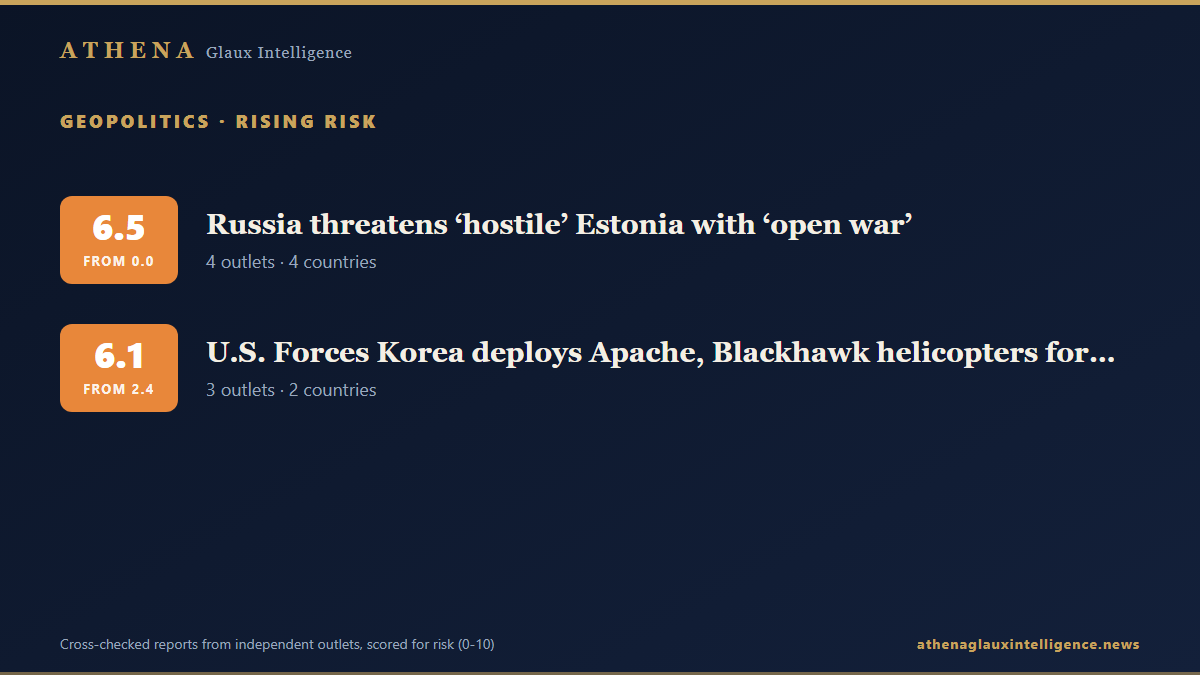 ATHENA Glaux Intelligence
GEOPOLITICS · RISING RISK
6.5
FROM 0.0
Russia threatens ‘hostile’ Estonia with ‘open war’
4 outlets · 4 countries
6.1
FROM 2.4
U.S. Forces Korea deploys Apache, Blackhawk helicopters for...
3 outlets · 2 countries
Cross-checked reports from independent outlets, scored for risk (0-10)
athenaglauxintelligence.news